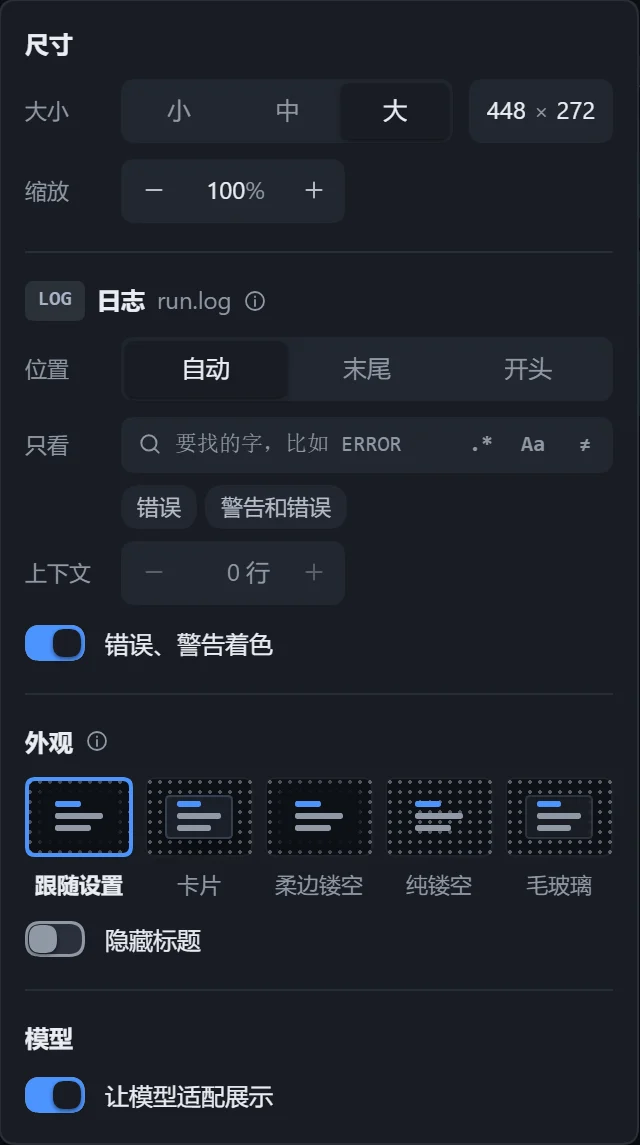 尺寸
大小 小 中 大 448 × 272
缩放 − 100% +
LOG 日志 run.log
位置 自动 末尾 开头
只看 要找的字，比如 ERROR .* Aa ≠
错误 警告和错误
上下文 − 0 行 +
错误、警告着色
外观
跟随设置 卡片 柔边镂空 纯镂空 毛玻璃
隐藏标题
模型
让模型适配展示